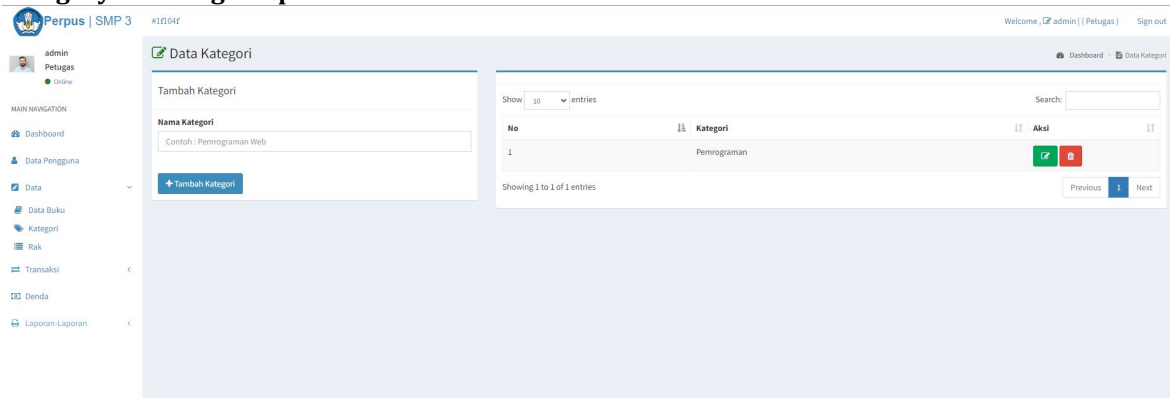 Perpus | SMP 3
#1f104f
Welcome , admin | ( Petugas )
Sign out
admin
Petugas
Online
MAIN NAVIGATION
Dashboard
Data Pengguna
Data
Data Buku
Kategori
Rak
Transaksi
Denda
Laporan-Laporan
Data Kategori
Dashboard
Data Kategori
Tambah Kategori
Nama Kategori
Contoh : Pemrograman Web
+ Tambah Kategori
Show 10 entries
Search:
No Kategori Aksi
1 Pemrograman
Showing 1 to 1 of 1 entries
Previous 1 Next